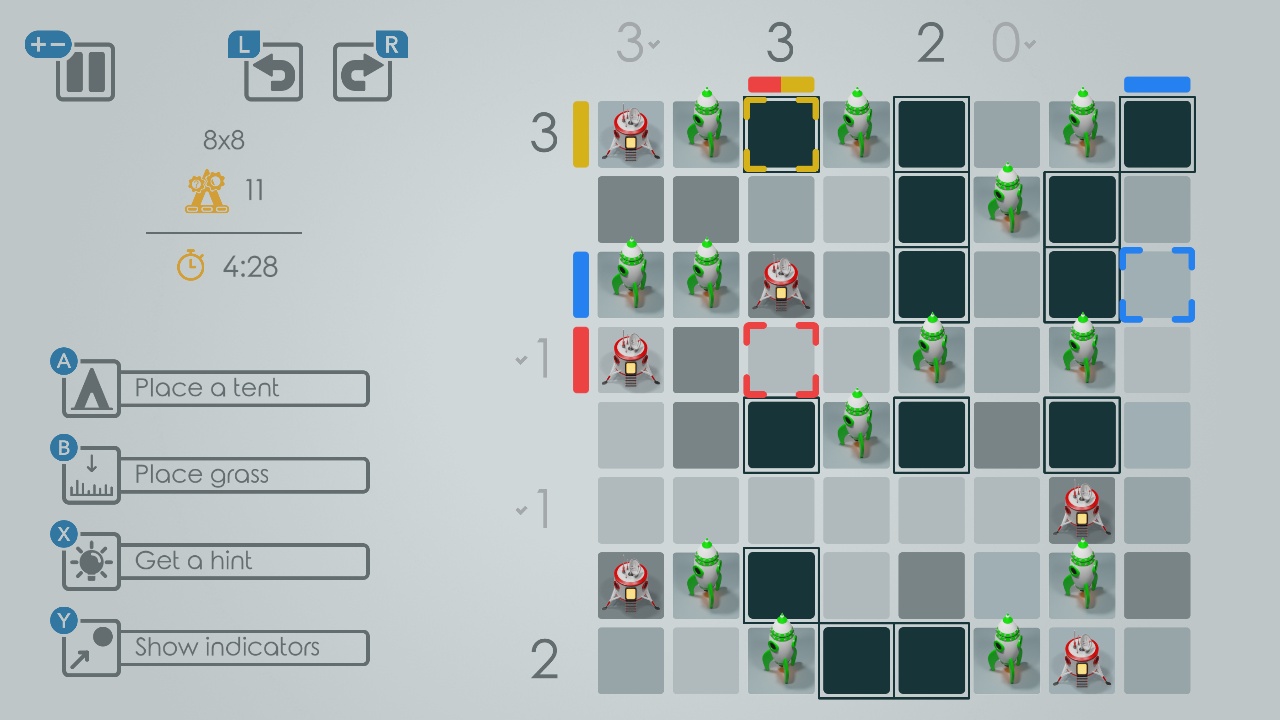 + -
L
R
3
3
2
0
8x8
11
4:28
3
1
1
2
A
Place a tent
B
Place grass
X
Get a hint
Y
Show indicators